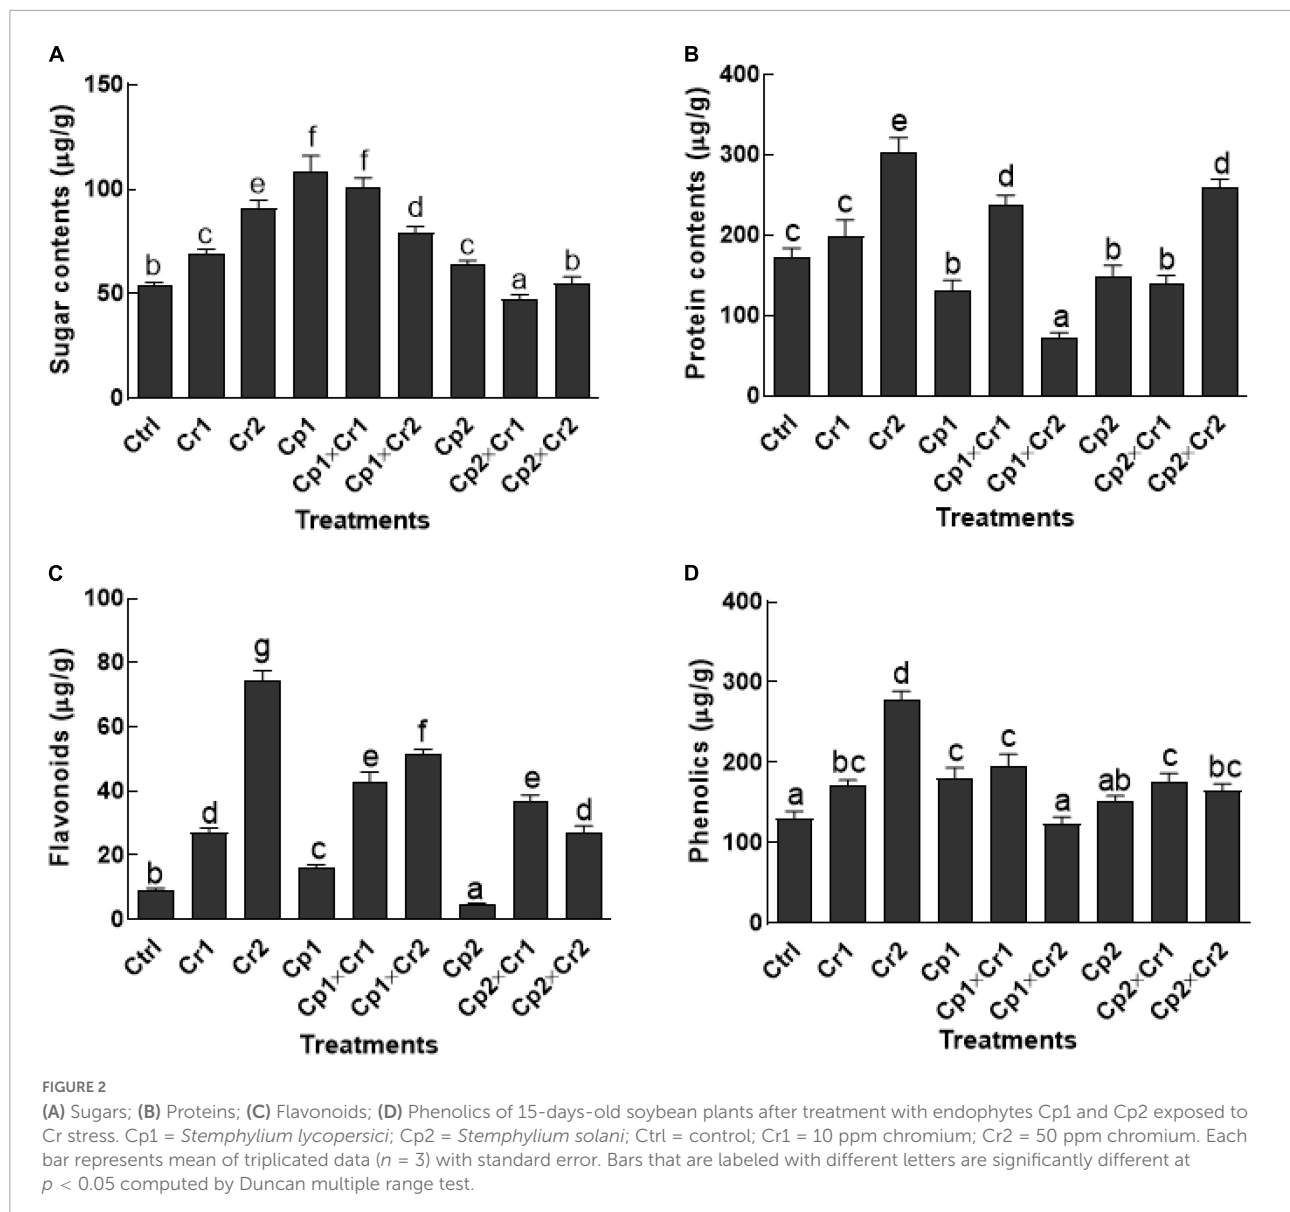 A
Sugar contents (µg/g)
150
100
50
0
b
c
e
f
f
d
c
a
b
Ctrl
Cr1
Cr2
Cp1
Cp1×Cr1
Cp1×Cr2
Cp2
Cp2×Cr1
Cp2×Cr2
Treatments
B
Protein contents (µg/g)
400
300
200
100
0
c
c
e
b
d
a
b
b
d
Ctrl
Cr1
Cr2
Cp1
Cp1×Cr1
Cp1×Cr2
Cp2
Cp2×Cr1
Cp2×Cr2
Treatments
C
Flavonoids (µg/g)
100
80
60
40
20
0
b
d
g
c
e
f
a
e
d
Ctrl
Cr1
Cr2
Cp1
Cp1×Cr1
Cp1×Cr2
Cp2
Cp2×Cr1
Cp2×Cr2
Treatments
D
Phenolics (µg/g)
400
300
200
100
0
a
bc
d
c
c
a
ab
c
bc
Ctrl
Cr1
Cr2
Cp1
Cp1×Cr1
Cp1×Cr2
Cp2
Cp2×Cr1
Cp2×Cr2
Treatments
FIGURE 2
(A) Sugars; (B) Proteins; (C) Flavonoids; (D) Phenolics of 15-days-old soybean plants after treatment with endophytes Cp1 and Cp2 exposed to
Cr stress. Cp1 = Stemphylium lycopersici; Cp2 = Stemphylium solani; Ctrl = control; Cr1 = 10 ppm chromium; Cr2 = 50 ppm chromium. Each
bar represents mean of triplicated data (n = 3) with standard error. Bars that are labeled with different letters are significantly different at
p < 0.05 computed by Duncan multiple range test.